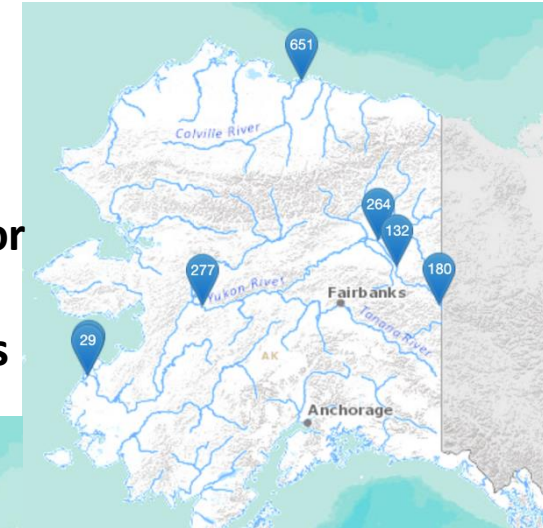 651
Colville River
264
or
132
277
180
Yukon River
Fairbanks
s
29
Tanana River
AK
Anchorage